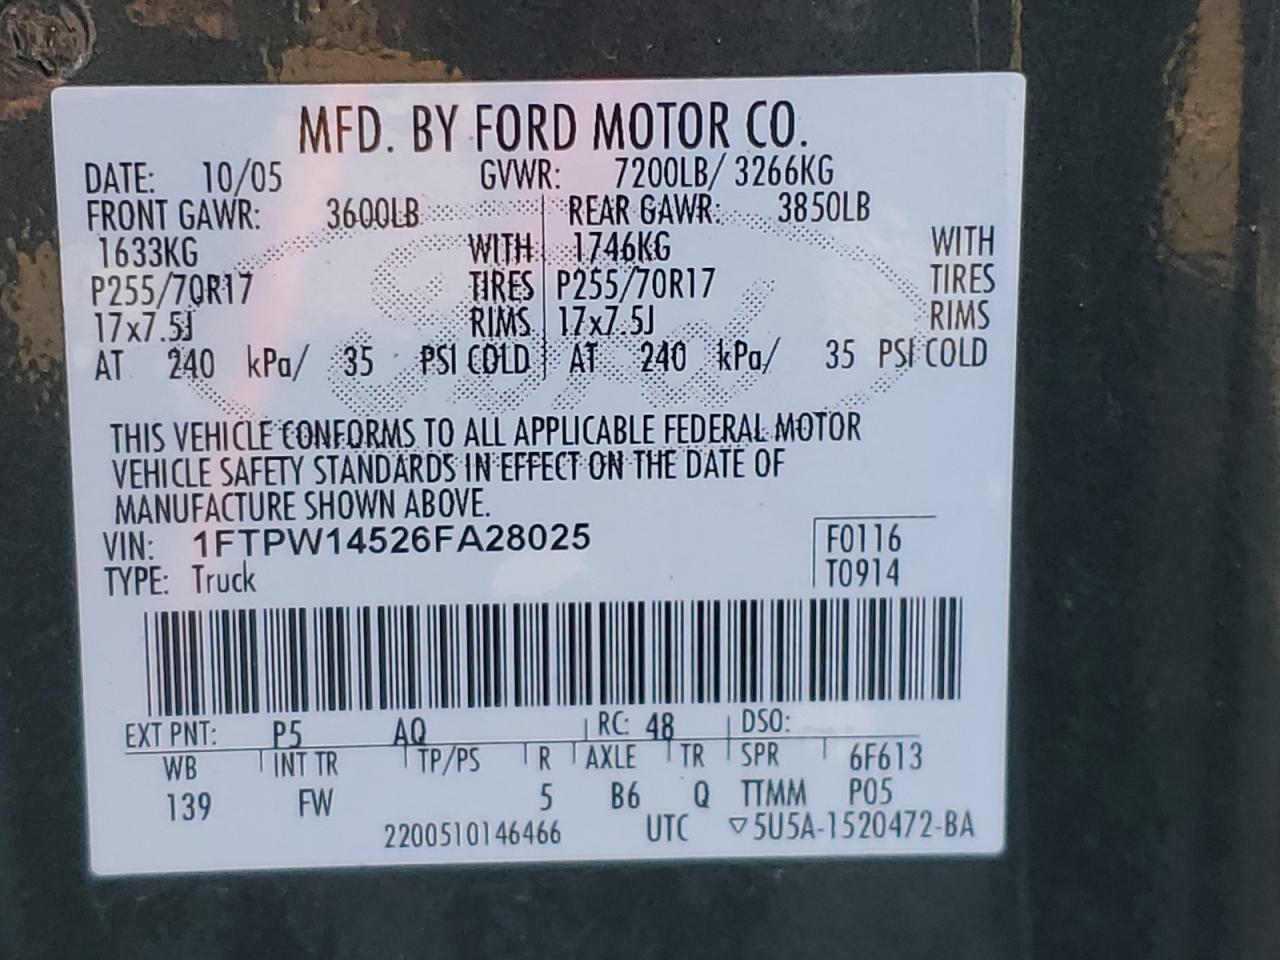 MFD. BY FORD MOTOR CO.
DATE: 10/05 GVWR: 7200LB/ 3266KG
FRONT GAWR: 3600LB REAR GAWR: 3850LB
1633KG WITH 1746KG WITH
P255/70R17 TIRES P255/70R17 TIRES
17x7.5J RIMS 17x7.5J RIMS
AT 240 kPa/ 35 PSI COLD AT 240 kPa/ 35 PSI COLD
THIS VEHICLE CONFORMS TO ALL APPLICABLE FEDERAL MOTOR
VEHICLE SAFETY STANDARDS IN EFFECT ON THE DATE OF
MANUFACTURE SHOWN ABOVE.
VIN: 1FTPW14526FA28025 F0116
TYPE: Truck T0914
EXT PNT: P5 AQ RC: 48 DSO:
WB INT TR TP/PS R AXLE TR SPR 6F613
139 FW 5 B6 Q TTMM P05
2200510146466 UTC ▽5U5A-1520472-BA